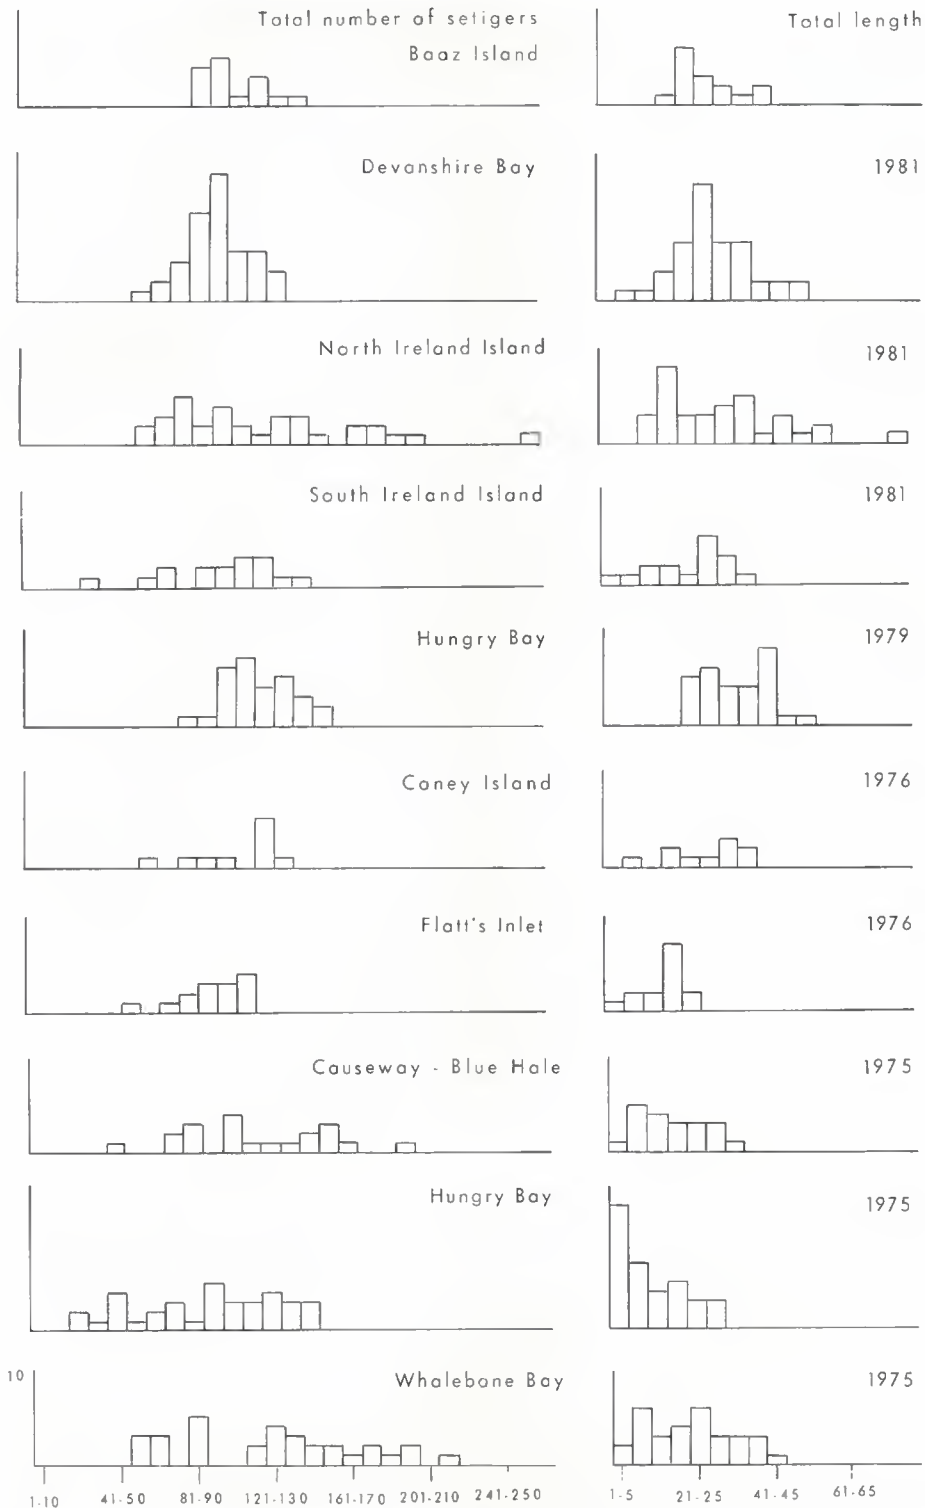 Total number of setigers Total length
Baaz Island
Devonshire Bay 1981
North Ireland Island 1981
South Ireland Island 1981
Hungry Bay 1979
Coney Island 1976
Flatt's Inlet 1976
Causeway - Blue Hale 1975
Hungry Bay 1975
10 Whalebone Bay 1975
1-10 41-50 81-90 121-130 161-170 201-210 241-250 1-5 21-25 41-45 61-65